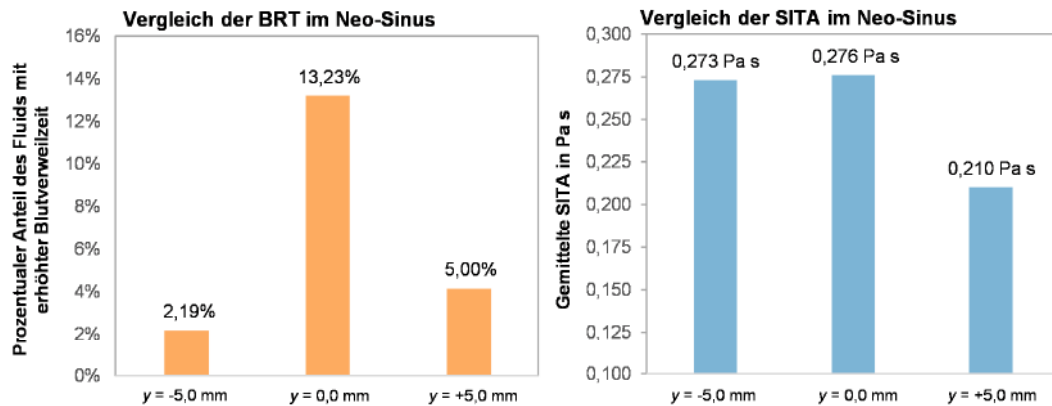 Vergleich der BRT im Neo-Sinus
Prozentualer Anteil des Fluids mit
erhöhter Blutverweilzeit
16%
14%
12%
10%
8%
6%
4%
2%
0%
2,19%
13,23%
5,00%
y = -5,0 mm
y = 0,0 mm
y = +5,0 mm
Vergleich der SITA im Neo-Sinus
Gemittelte SITA in Pa s
0,300
0,275
0,250
0,225
0,200
0,175
0,150
0,125
0,100
0,273 Pa s
0,276 Pa s
0,210 Pa s
y = -5,0 mm
y = 0,0 mm
y = +5,0 mm